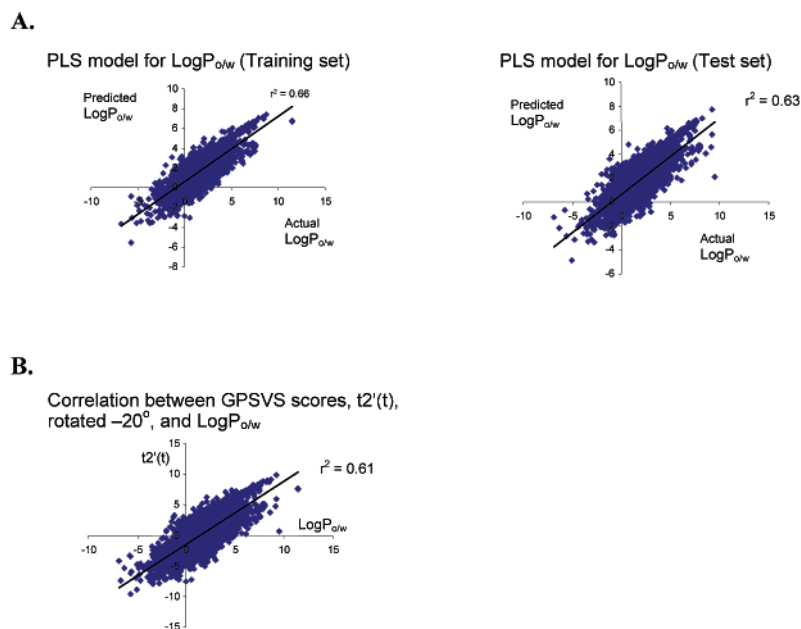 A.
PLS model for LogPo/w (Training set)
Predicted
LogPo/w
r² = 0.66
10
8
6
4
2
0
-2
-4
-6
-8
-10
-5
0
5
10
15
Actual
LogPo/w
PLS model for LogPo/w (Test set)
Predicted
LogPo/w
r² = 0.63
10
8
6
4
2
0
-2
-4
-6
-10
-5
0
5
10
15
Actual
LogPo/w
B.
Correlation between GPSVS scores, t2'(t),
rotated –20°, and LogPo/w
t2'(t)
r² = 0.61
15
10
5
0
-5
-10
-15
LogPo/w
-10
-5
0
5
10
15